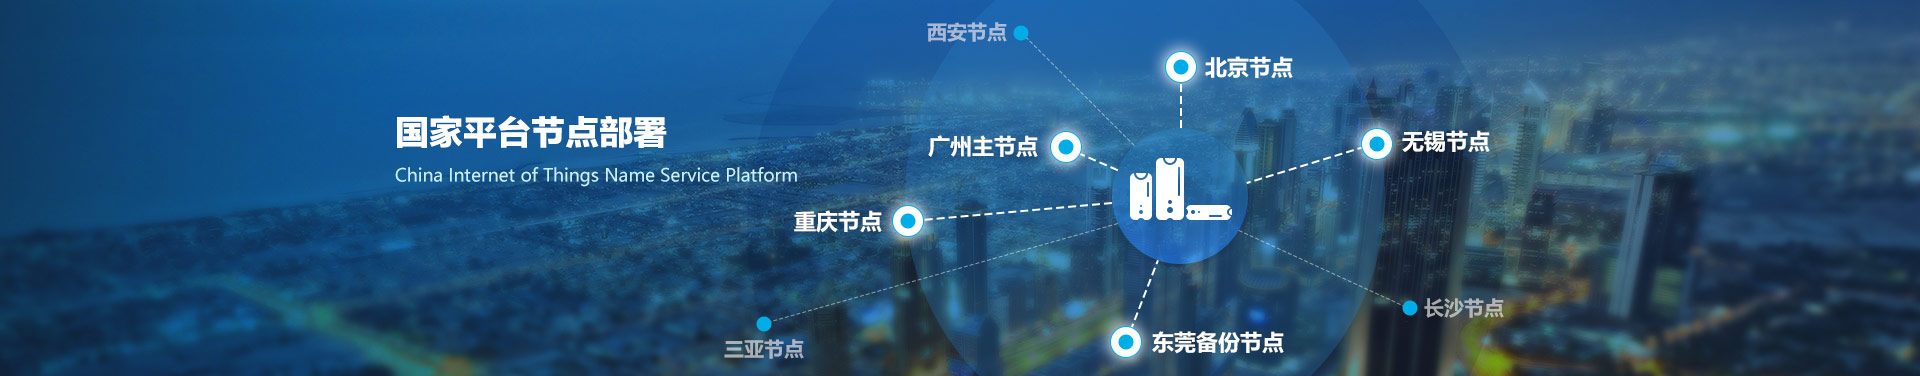 国家平台节点部署
China Internet of Things Name Service Platform
西安节点
北京节点
广州主节点
无锡节点
重庆节点
长沙节点
三亚节点
东莞备份节点